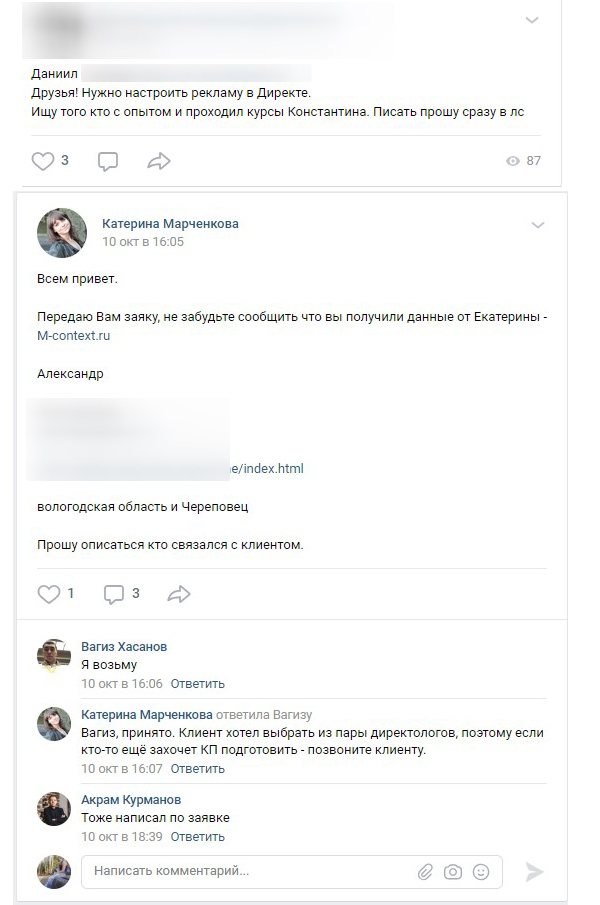 Даниил
Друзья! Нужно настроить рекламу в Директе.
Ищу того кто с опытом и проходил курсы Константина. Писать прошу сразу в лс
3
87
Катерина Марченкова
10 окт в 16:05
Всем привет.
Передаю Вам заяку, не забудьте сообщить что вы получили данные от Екатерины -
M-context.ru
Александр
e/index.html
вологодская область и Череповец
Прошу описаться кто связался с клиентом.
1 3
Вагиз Хасанов
Я возьму
10 окт в 16:06 Ответить
Катерина Марченкова ответила Вагизу
Вагиз, принято. Клиент хотел выбрать из пары директологов, поэтому если
кто-то ещё захочет КП подготовить - позвоните клиенту.
10 окт в 16:07 Ответить
Акрам Курманов
Тоже написал по заявке
10 окт в 18:39 Ответить
Написать комментарий...